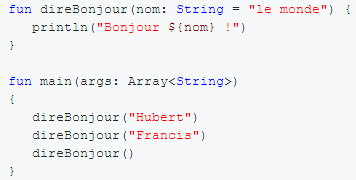 fun direBonjour(nom: String = "le monde") {
    println("Bonjour ${nom} !")
}

fun main(args: Array<String>)
{
    direBonjour("Hubert")
    direBonjour("Francis")
    direBonjour()
}